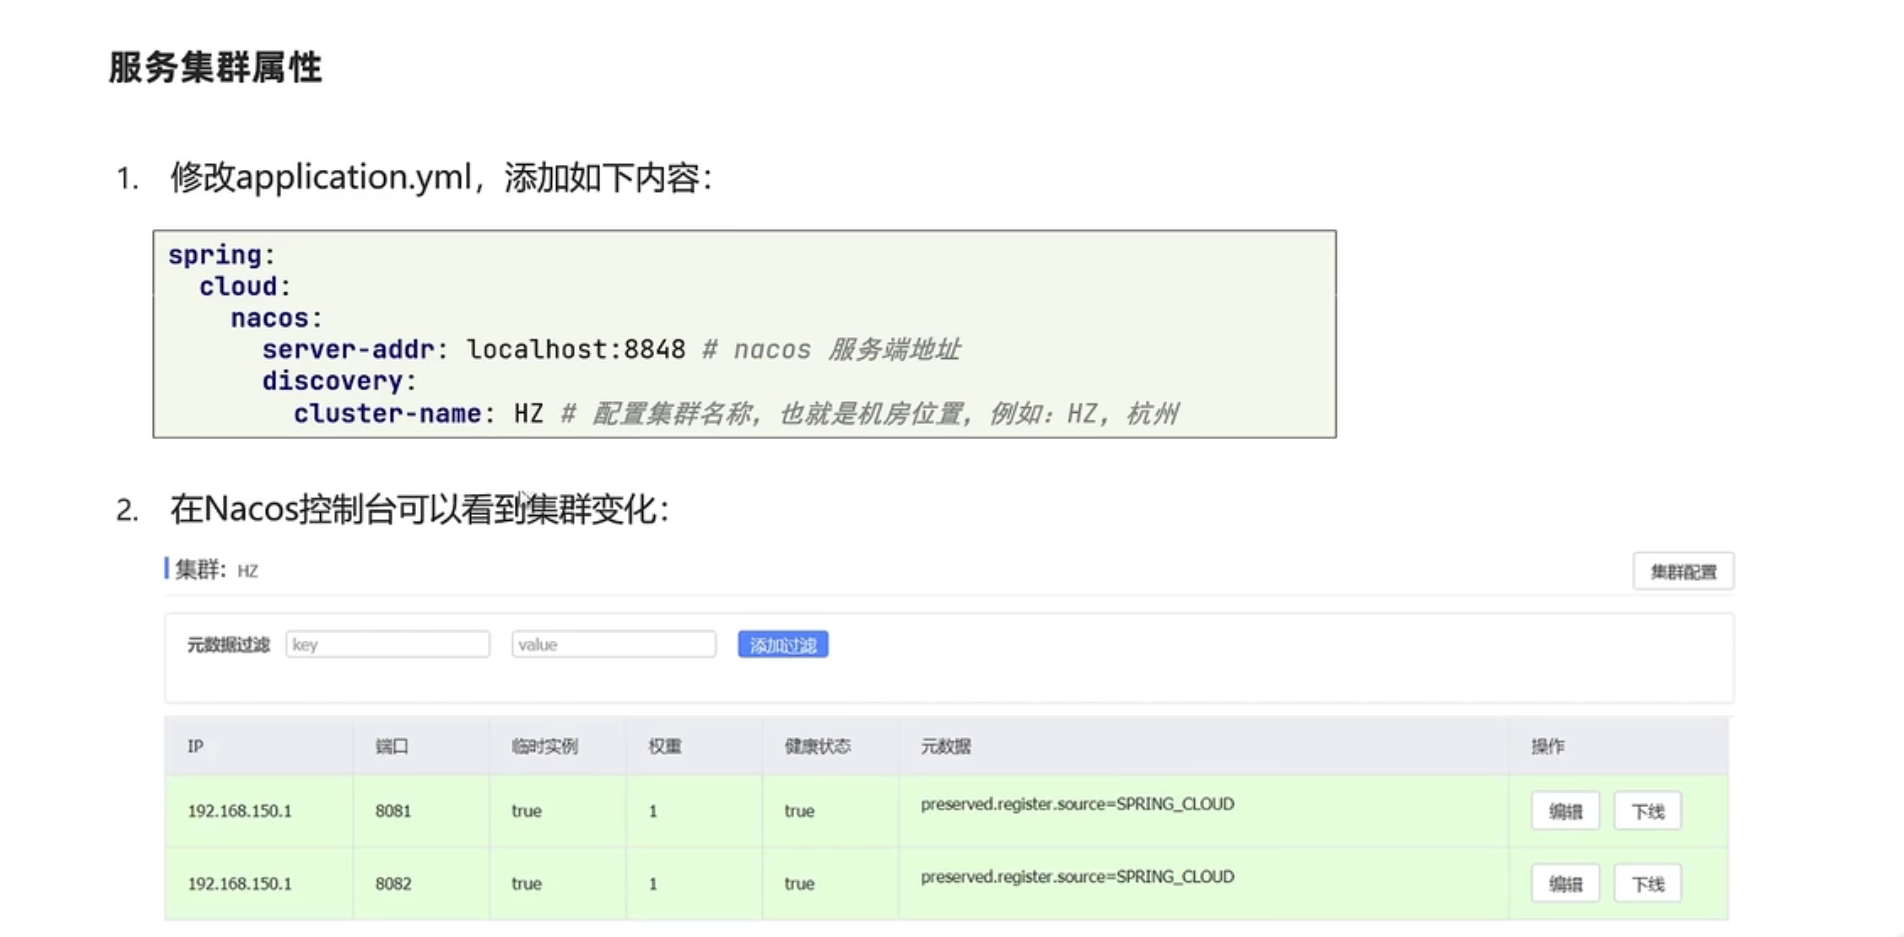 服务集群属性
1. 修改application.yml，添加如下内容：
spring:
  cloud:
    nacos:
      server-addr: localhost:8848 # nacos 服务端地址
      discovery:
        cluster-name: HZ # 配置集群名称，也就是机房位置，例如：HZ，杭州
2. 在Nacos控制台可以看到集群变化：
集群: HZ 集群配置
元数据过滤 key value 添加过滤
IP 端口 临时实例 权重 健康状态 元数据 操作
192.168.150.1 8081 true 1 true preserved.register.source=SPRING_CLOUD 编辑 下线
192.168.150.1 8082 true 1 true preserved.register.source=SPRING_CLOUD 编辑 下线